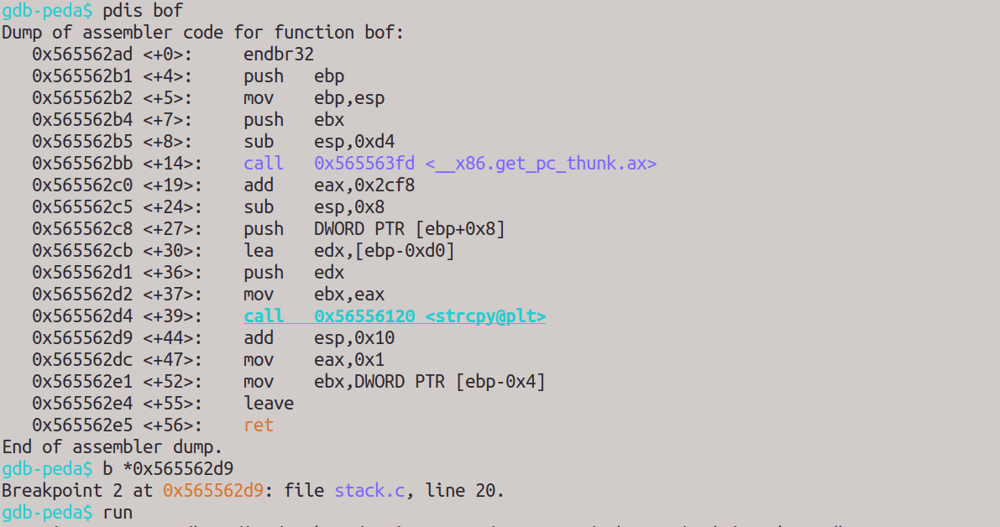 gdb-peda$ pdis bof
Dump of assembler code for function bof:
   0x565562ad <+0>:     endbr32
   0x565562b1 <+4>:     push   ebp
   0x565562b2 <+5>:     mov    ebp,esp
   0x565562b4 <+7>:     push   ebx
   0x565562b5 <+8>:     sub    esp,0xd4
   0x565562bb <+14>:    call   0x565563fd <__x86.get_pc_thunk.ax>
   0x565562c0 <+19>:    add    eax,0x2cf8
   0x565562c5 <+24>:    sub    esp,0x8
   0x565562c8 <+27>:    push   DWORD PTR [ebp+0x8]
   0x565562cb <+30>:    lea    edx,[ebp-0xd0]
   0x565562d1 <+36>:    push   edx
   0x565562d2 <+37>:    mov    ebx,eax
   0x565562d4 <+39>:    call   0x56556120 <strcpy@plt>
   0x565562d9 <+44>:    add    esp,0x10
   0x565562dc <+47>:    mov    eax,0x1
   0x565562e1 <+52>:    mov    ebx,DWORD PTR [ebp-0x4]
   0x565562e4 <+55>:    leave
   0x565562e5 <+56>:    ret
End of assembler dump.
gdb-peda$ b *0x565562d9
Breakpoint 2 at 0x565562d9: file stack.c, line 20.
gdb-peda$ run